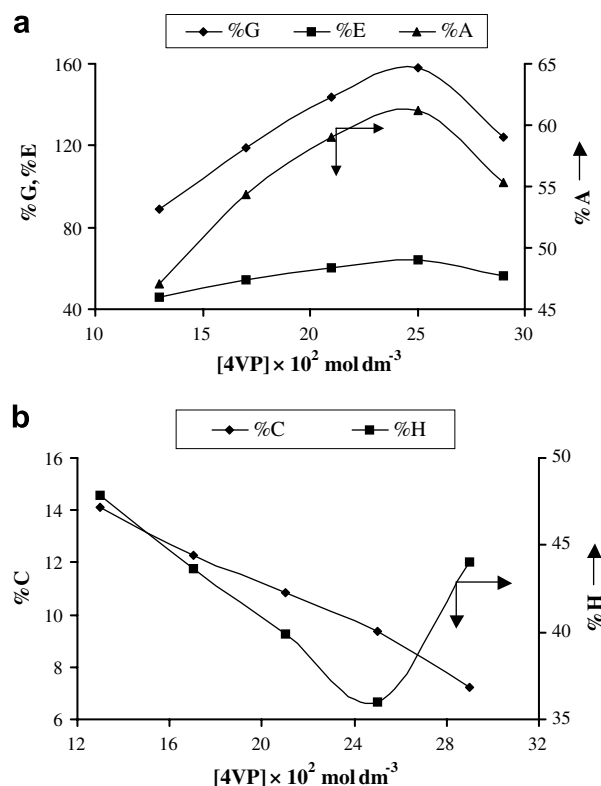 a
%G %E %A
160
120
80
40
%G, %E
65
60
55
50
45
%A
10 15 20 25 30
[4VP] × 10² mol dm⁻³
b
%C %H
16
14
12
10
8
6
%C
50
45
40
35
%H
12 16 20 24 28 32
[4VP] × 10² mol dm⁻³